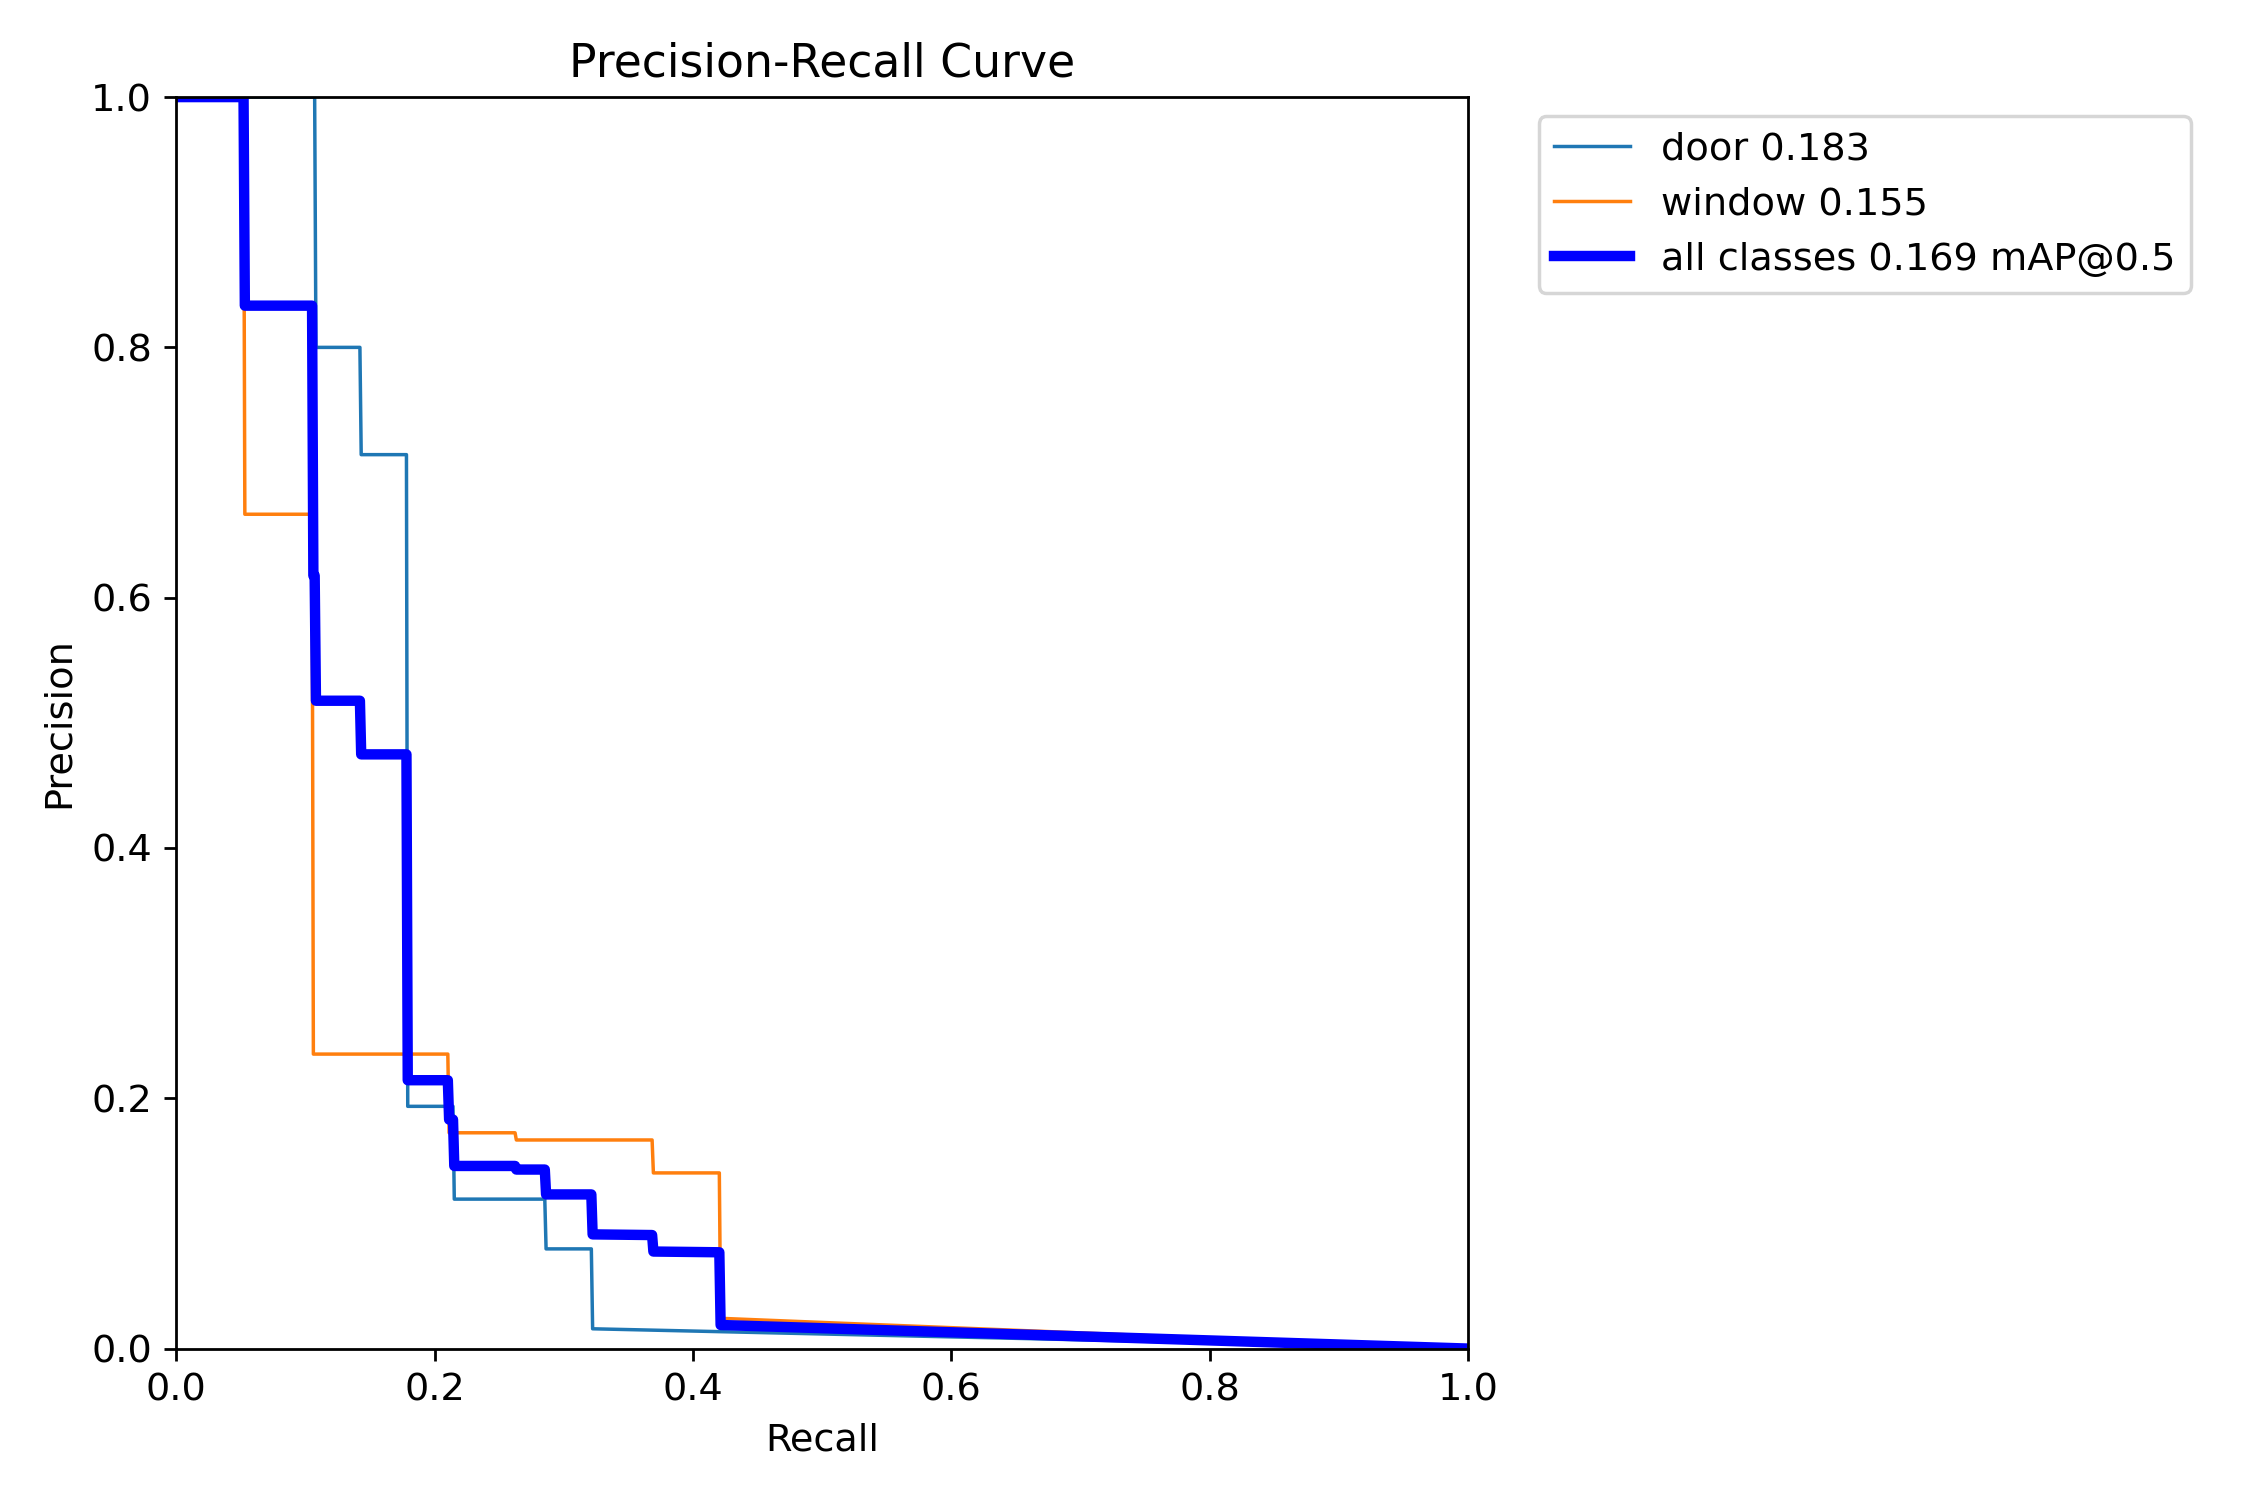 Precision-Recall Curve
1.0
0.8
0.6
0.4
0.2
0.0
Precision
0.0 0.2 0.4 0.6 0.8 1.0
Recall
door 0.183
window 0.155
all classes 0.169 mAP@0.5